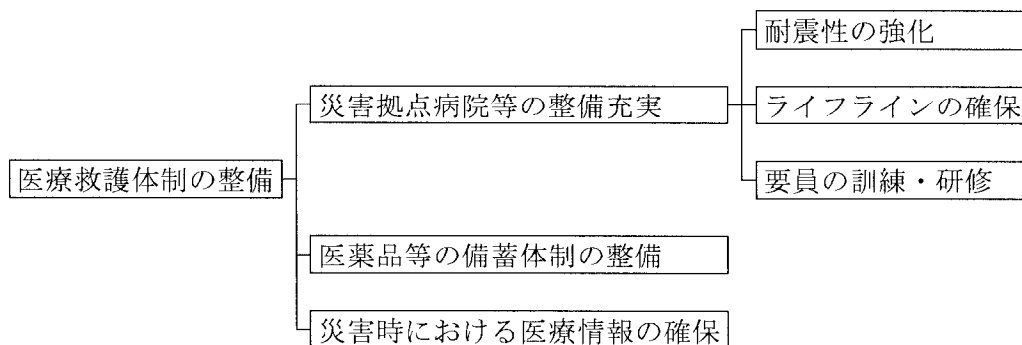 医療救護体制の整備
災害拠点病院等の整備充実
耐震性の強化
ライフラインの確保
要員の訓練・研修
医薬品等の備蓄体制の整備
災害時における医療情報の確保